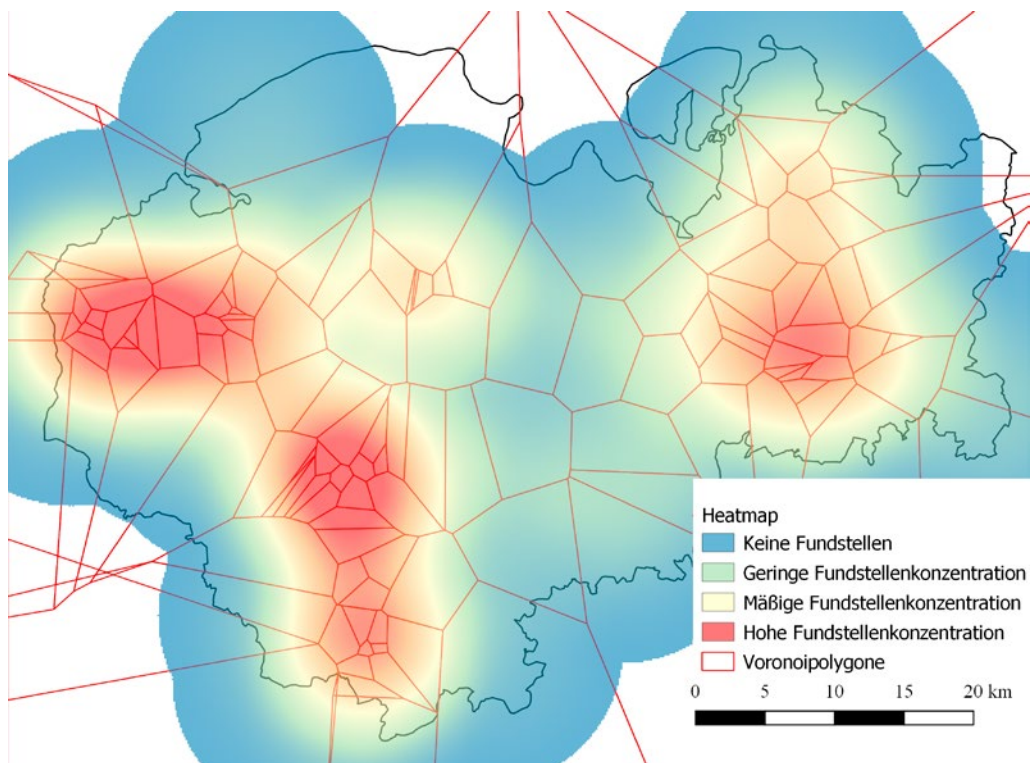 Heatmap
Keine Fundstellen
Geringe Fundstellenkonzentration
Mäßige Fundstellenkonzentration
Hohe Fundstellenkonzentration
Voronoipolygone
0 5 10 15 20 km